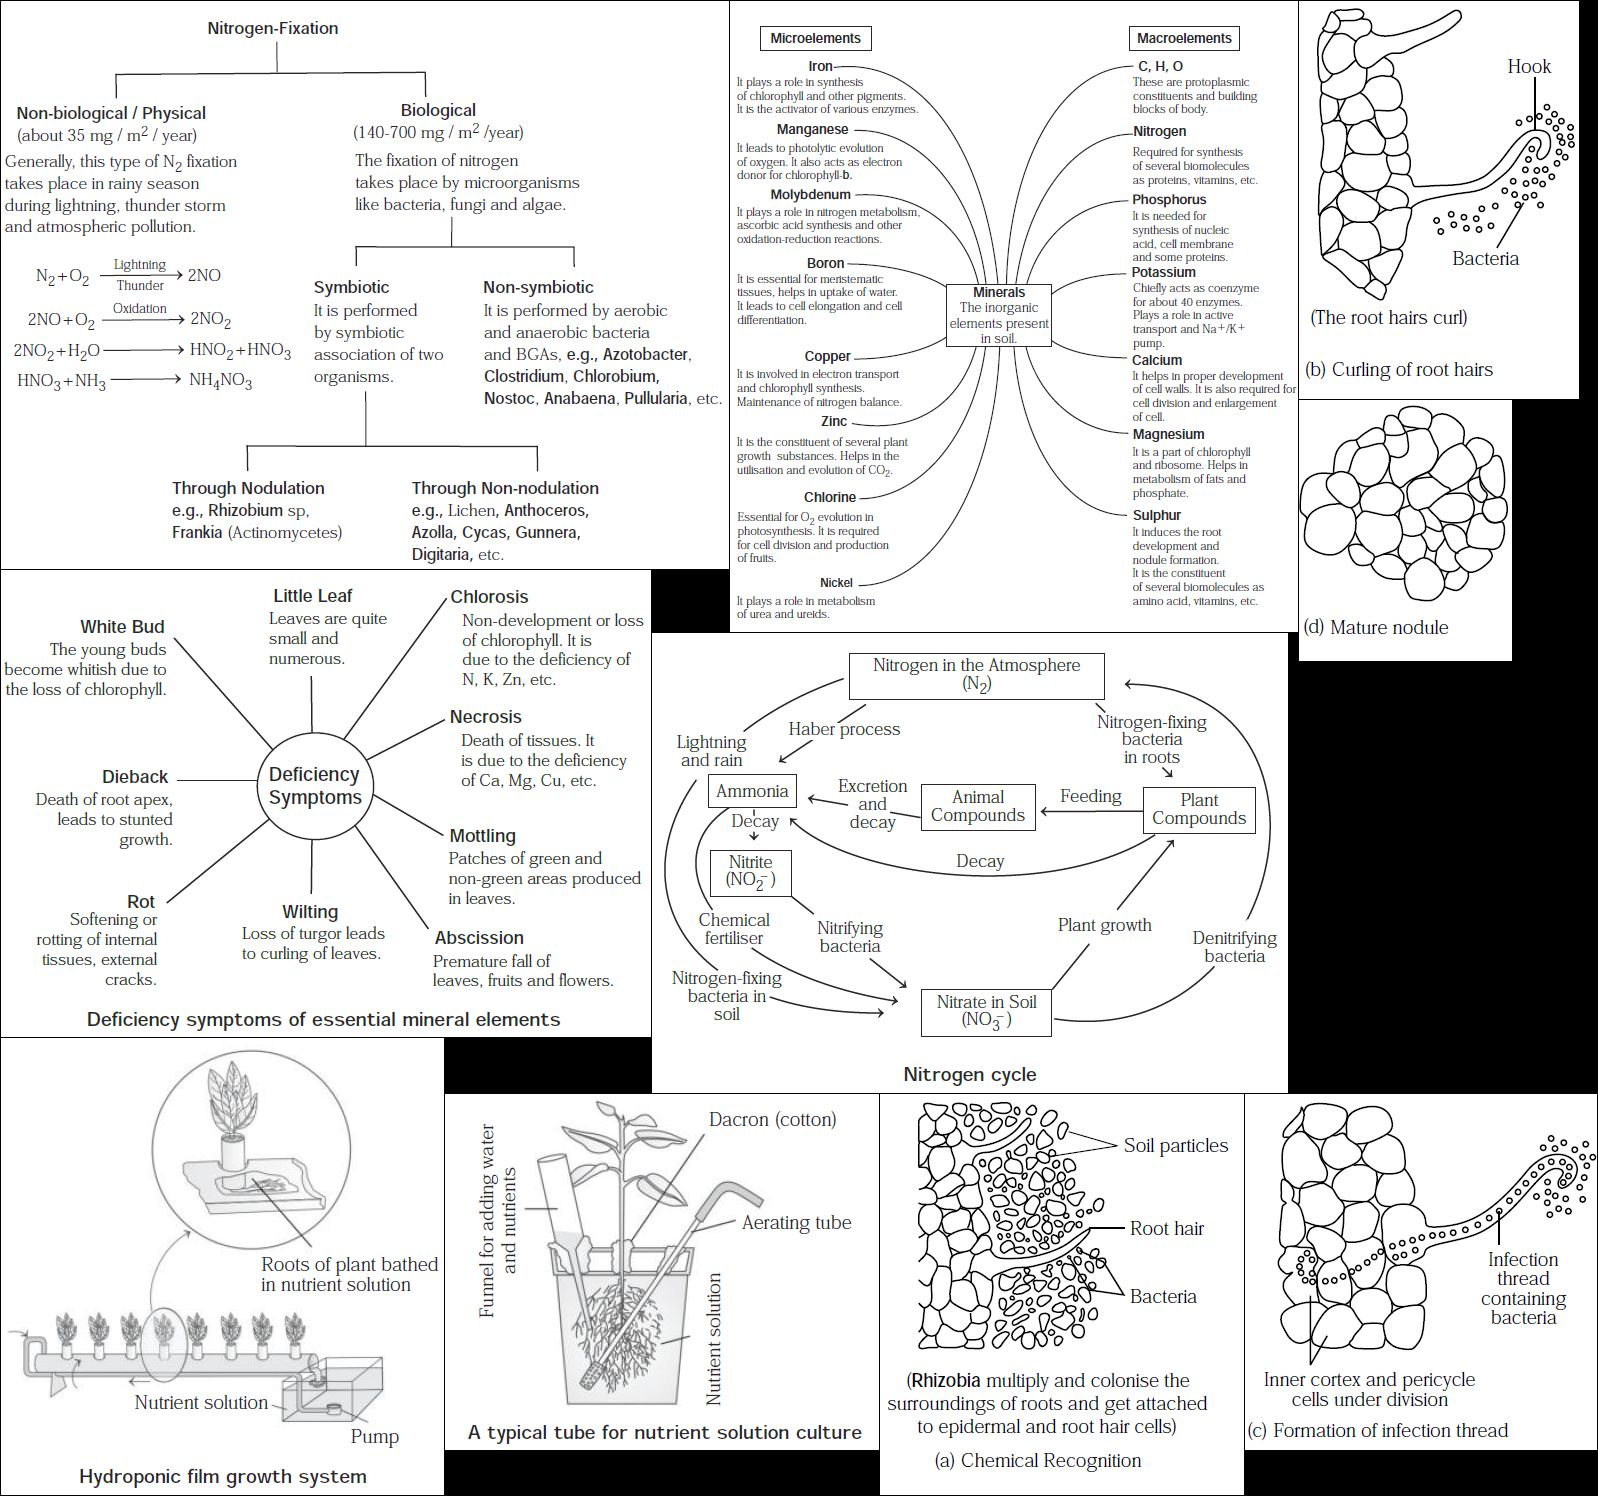 Nitrogen-Fixation
Non-biological / Physical
(about 35 mg / m2 / year)
Generally, this type of N2 fixation
takes place in rainy season
during lightning, thunder storm
and atmospheric pollution.
N2+O2 Lightning 2NO
Thunder
2NO+O2 Oxidation 2NO2
2NO2+H2O HNO2+HNO3
HNO3+NH3 NH4NO3
Biological
(140-700 mg / m2 /year)
The fixation of nitrogen
takes place by microorganisms
like bacteria, fungi and algae.
Symbiotic
It is performed
by symbiotic
association of two
organisms.
Non-symbiotic
It is performed by aerobic
and anaerobic bacteria
and BGAs, e.g., Azotobacter,
Clostridium, Chlorobium,
Nostoc, Anabaena, Pullularia, etc.
Through Nodulation
e.g., Rhizobium sp,
Frankia (Actinomycetes)
Through Non-nodulation
e.g., Lichen, Anthoceros,
Azolla, Cycas, Gunnera,
Digitaria, etc.
Microelements
Iron
It plays a role in synthesis
of chlorophyll and other pigments.
It is the activator of various enzymes.
Manganese
It leads to photolytic evolution
of oxygen. It also acts as electron
donor for chlorophyll-b.
Molybdenum
It plays a role in nitrogen metabolism,
ascorbic acid synthesis and other
oxidation-reduction reactions.
Boron
It is essential for meristematic
tissues, helps in uptake of water.
It leads to cell elongation and cell
differentiation.
Copper
It is involved in electron transport
and chlorophyll synthesis.
Maintenance of nitrogen balance.
Zinc
It is the constituent of several plant
growth substances. Helps in the
utilisation and evolution of CO2.
Chlorine
Essential for O2 evolution in
photosynthesis. It is required
for cell division and production
of fruits.
Nickel
It plays a role in metabolism
of urea and ureids.
Minerals
The inorganic
elements present
in soil.
Macroelements
C, H, O
These are protoplasmic
constituents and building
blocks of body.
Nitrogen
Required for synthesis
of several biomolecules
as proteins, vitamins, etc.
Phosphorus
It is needed for
synthesis of nucleic
acid, cell membrane
and some proteins.
Potassium
Chiefly acts as coenzyme
for about 40 enzymes.
Plays a role in active
transport and Na+/K+
pump.
Calcium
It helps in proper development
of cell walls. It is also required for
cell division and enlargement
of cell.
Magnesium
It is a part of chlorophyll
and ribosome. Helps in
metabolism of fats and
phosphate.
Sulphur
It induces the root
development and
nodule formation.
It is the constituent
of several biomolecules as
amino acid, vitamins, etc.
Hook
Bacteria
(The root hairs curl)
(b) Curling of root hairs
(d) Mature nodule
Little Leaf
Leaves are quite
small and
numerous.
Chlorosis
Non-development or loss
of chlorophyll. It is
due to the deficiency of
N, K, Zn, etc.
White Bud
The young buds
become whitish due to
the loss of chlorophyll.
Necrosis
Death of tissues. It
is due to the deficiency
of Ca, Mg, Cu, etc.
Dieback
Death of root apex,
leads to stunted
growth.
Deficiency
Symptoms
Mottling
Patches of green and
non-green areas produced
in leaves.
Rot
Softening or
rotting of internal
tissues, external
cracks.
Wilting
Loss of turgor leads
to curling of leaves.
Abscission
Premature fall of
leaves, fruits and flowers.
Deficiency symptoms of essential mineral elements
Nitrogen in the Atmosphere
(N2)
Lightning
and rain
Haber process
Nitrogen-fixing
bacteria
in roots
Ammonia
Excretion
and
decay
Animal
Compounds
Feeding
Plant
Compounds
Decay
Decay
Nitrite
(NO2−)
Chemical
fertiliser
Nitrifying
bacteria
Plant growth
Denitrifying
bacteria
Nitrogen-fixing
bacteria in
soil
Nitrate in Soil
(NO3−)
Nitrogen cycle
Roots of plant bathed
in nutrient solution
Nutrient solution
Pump
Hydroponic film growth system
Funnel for adding water
and nutrients
Dacron (cotton)
Aerating tube
Nutrient solution
A typical tube for nutrient solution culture
Soil particles
Root hair
Bacteria
(Rhizobia multiply and colonise the
surroundings of roots and get attached
to epidermal and root hair cells)
(a) Chemical Recognition
Infection
thread
containing
bacteria
Inner cortex and pericycle
cells under division
(c) Formation of infection thread